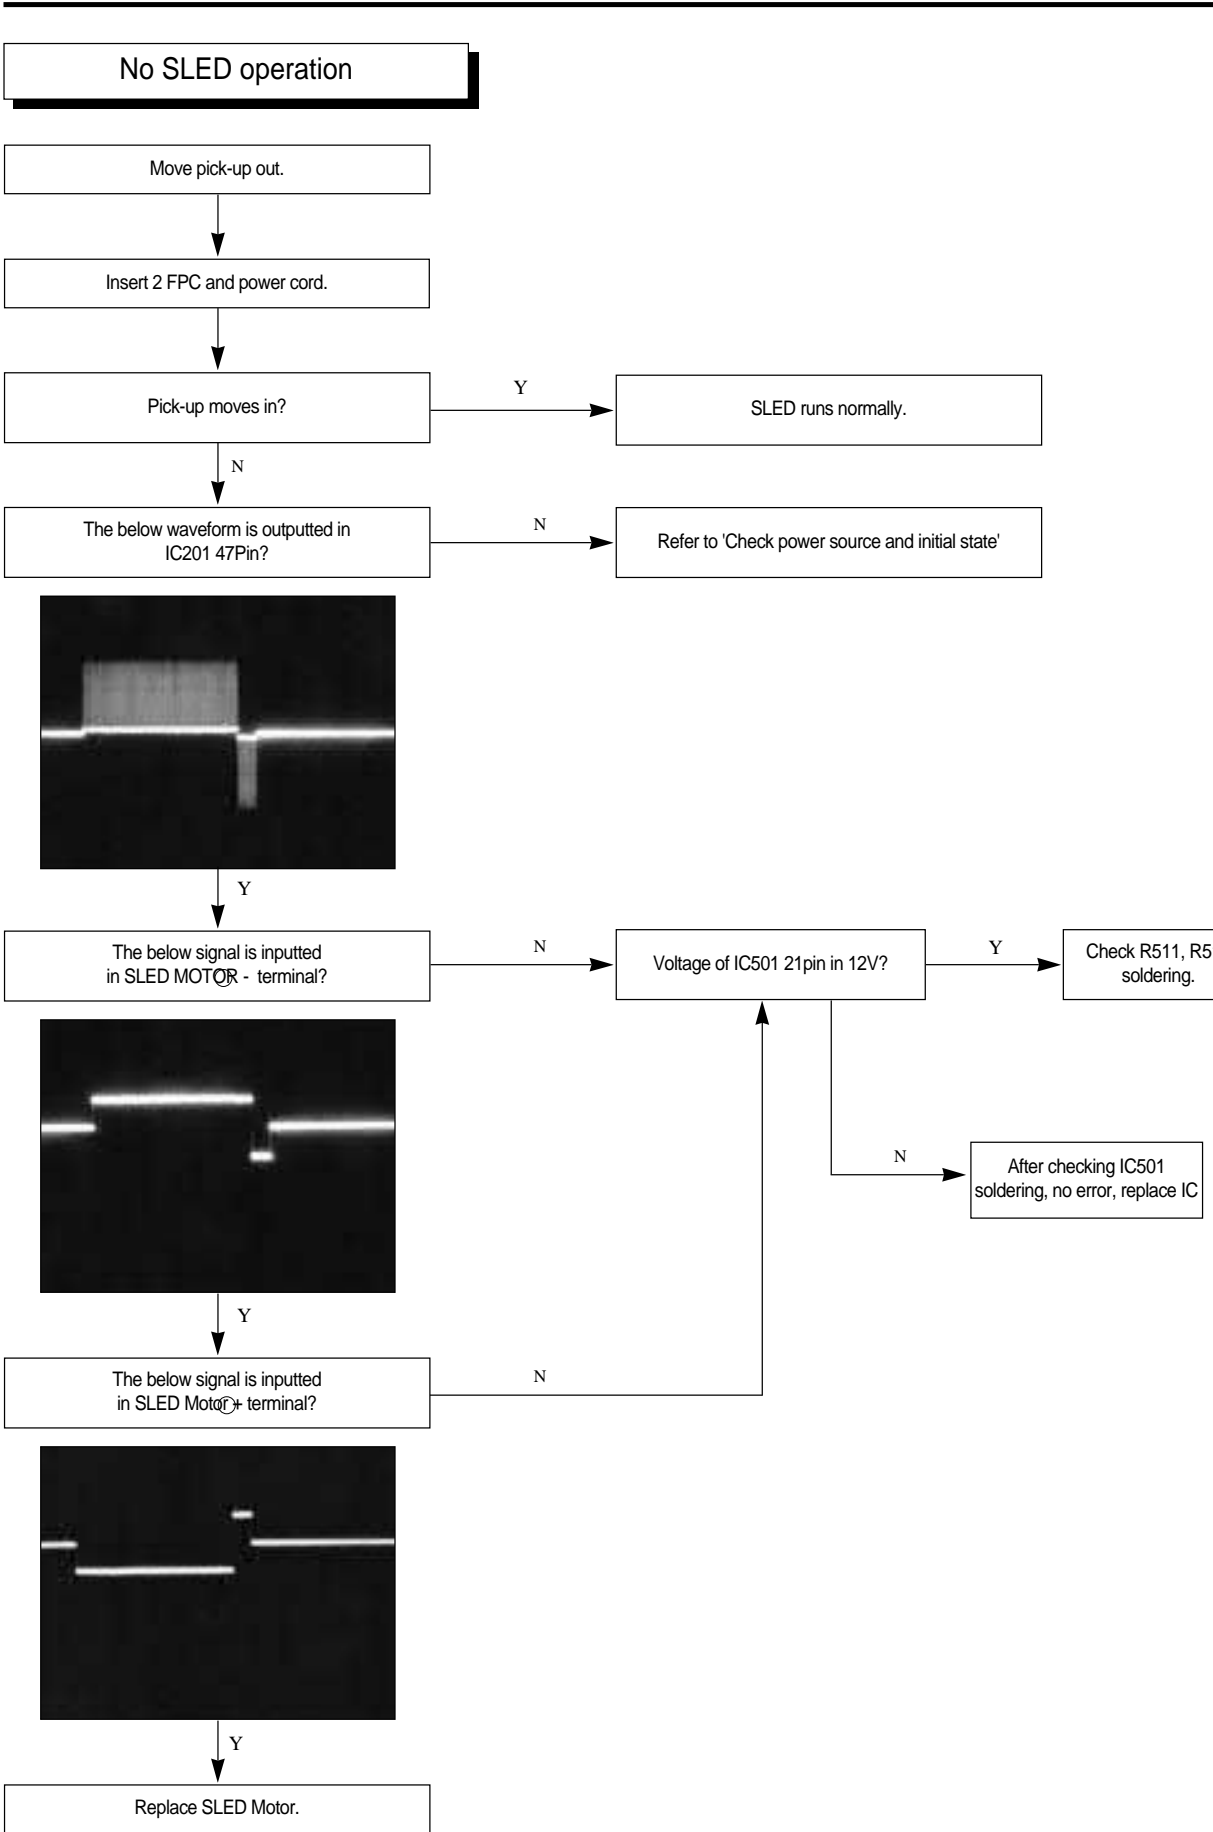 No SLED operation
Move pick-up out.
Insert 2 FPC and power cord.
Pick-up moves in?
Y
SLED runs normally.
N
The below waveform is outputted in
IC201 47Pin?
N
Refer to 'Check power source and initial state'
Y
The below signal is inputted
in SLED MOTOR - terminal?
N
Voltage of IC501 21pin in 12V?
Y
Check R511, R5
soldering.
N
After checking IC501
soldering, no error, replace IC
Y
The below signal is inputted
in SLED Motor + terminal?
N
Y
Replace SLED Motor.